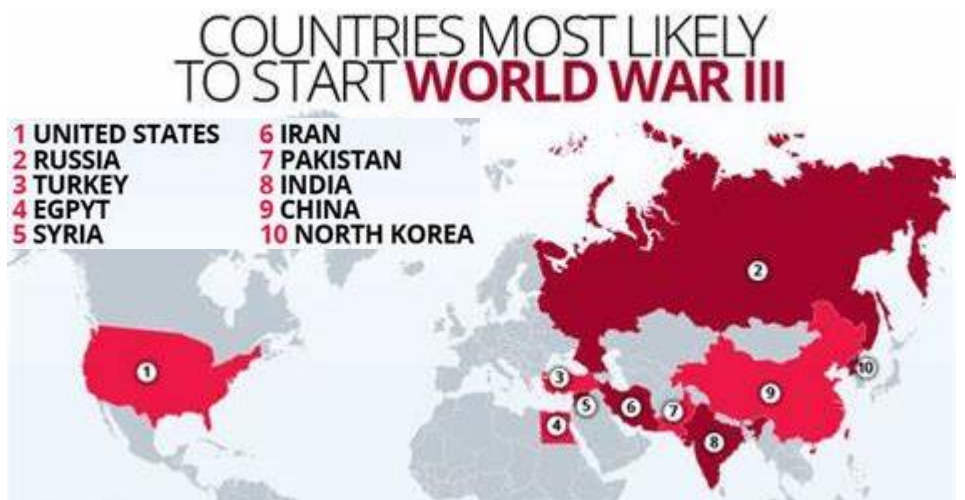 COUNTRIES MOST LIKELY
TO START WORLD WAR III
1 UNITED STATES
2 RUSSIA
3 TURKEY
4 EGPYT
5 SYRIA
6 IRAN
7 PAKISTAN
8 INDIA
9 CHINA
10 NORTH KOREA
2
1
3
10
5
6
7
9
4
8